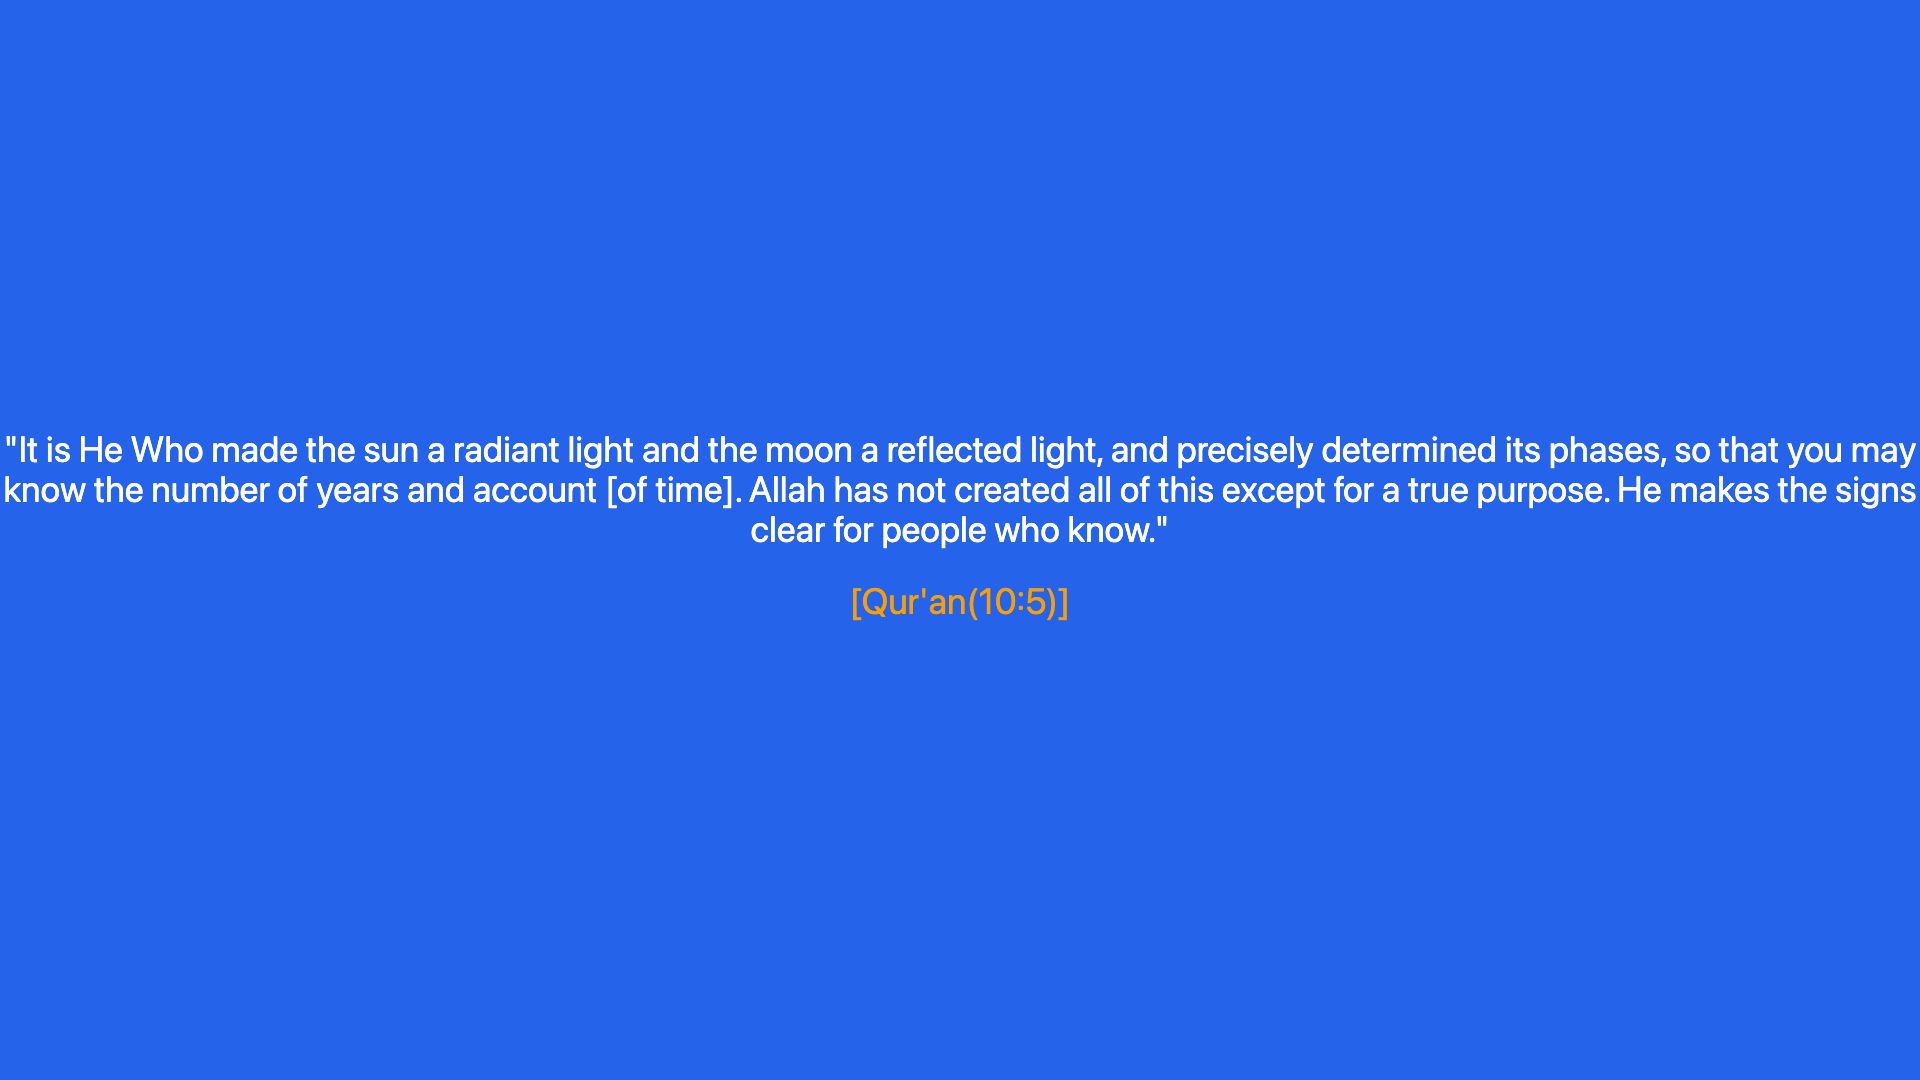 "It is He Who made the sun a radiant light and the moon a reflected light, and precisely determined its phases, so that you may
know the number of years and account [of time]. Allah has not created all of this except for a true purpose. He makes the signs
clear for people who know."
[Qur'an(10:5)]